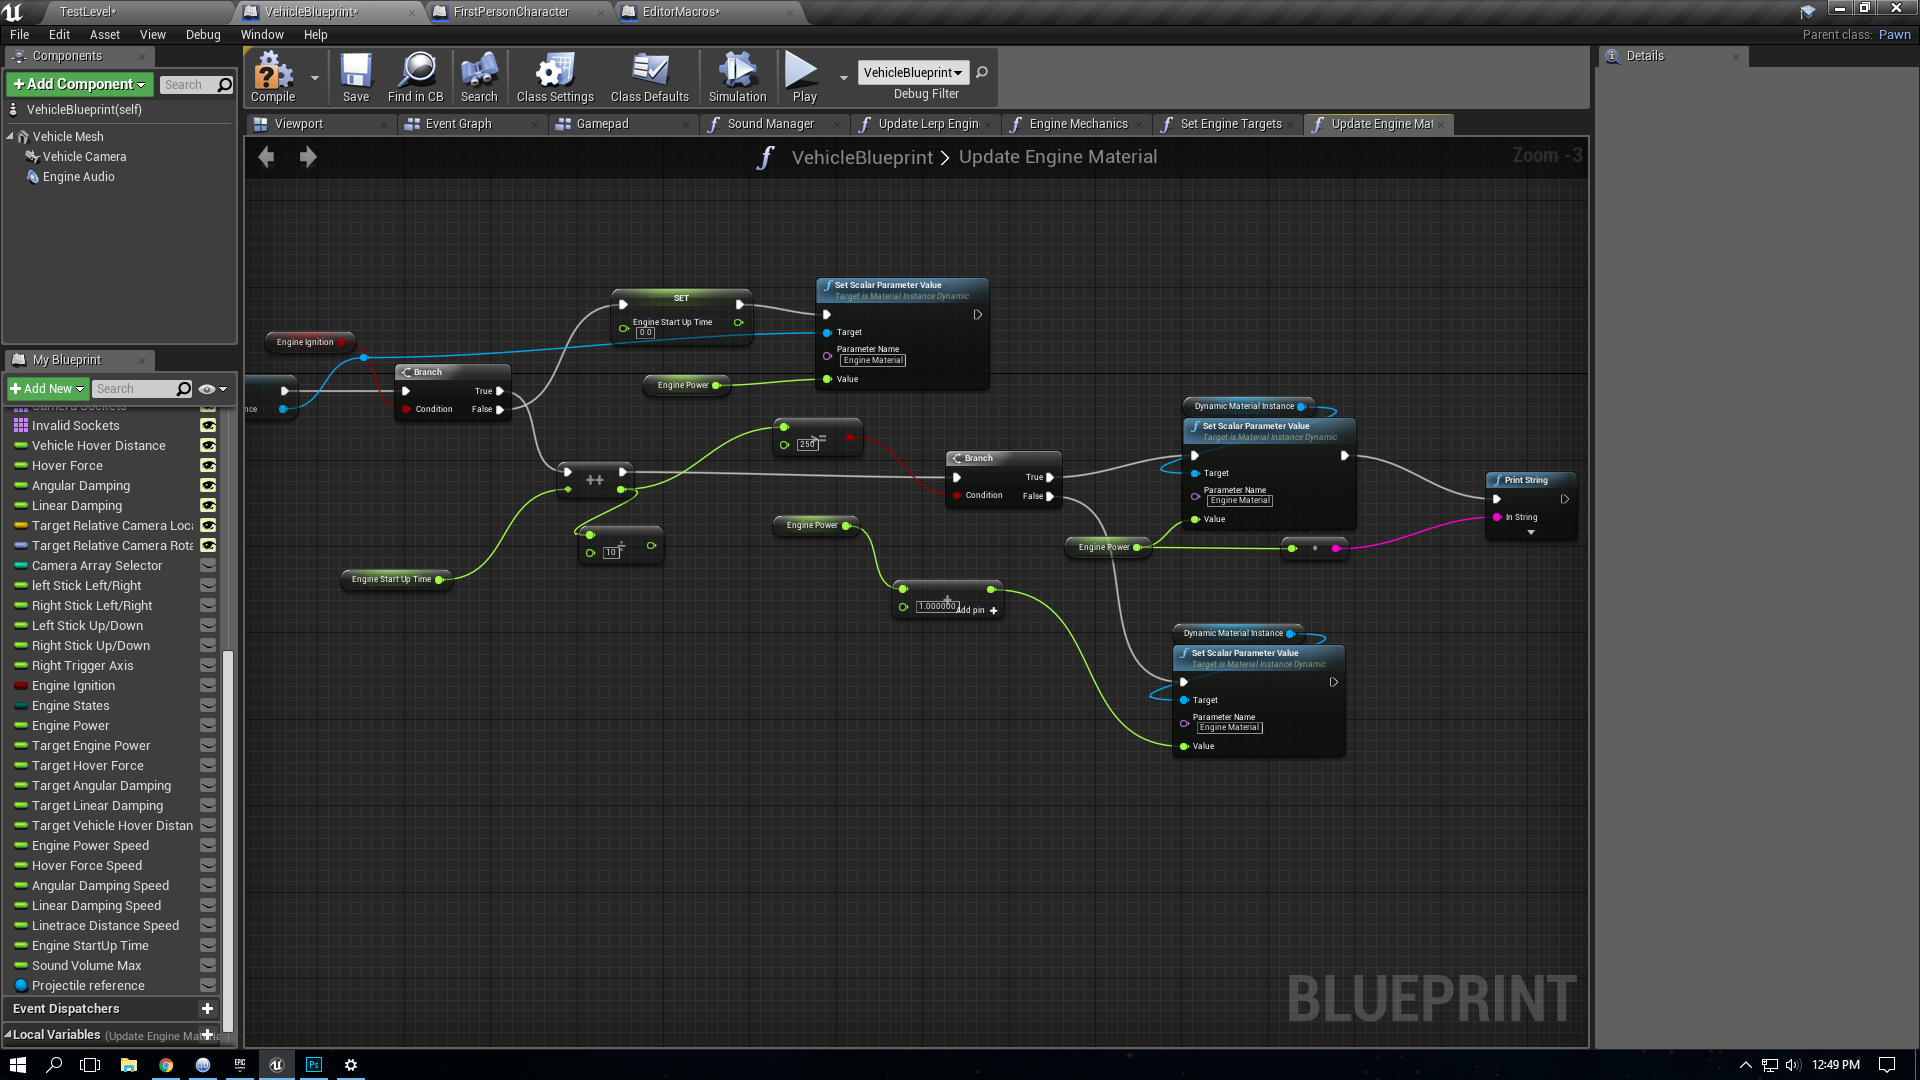 TestLevel*
VehicleBlueprint*
FirstPersonCharacter
EditorMacros*
File Edit Asset View Debug Window Help
Parent class: Pawn
Components
+ Add Component
Search
VehicleBlueprint(self)
Vehicle Mesh
Vehicle Camera
Engine Audio
Compile
Save
Find in CB
Search
Class Settings
Class Defaults
Simulation
Play
VehicleBlueprint
Debug Filter
Details
Viewport
Event Graph
Gamepad
Sound Manager
Update Lerp Engin
Engine Mechanics
Set Engine Targets
Update Engine Mat
VehicleBlueprint > Update Engine Material
Zoom -3
My Blueprint
+ Add New
Search
Camera Sockets
Invalid Sockets
Vehicle Hover Distance
Hover Force
Angular Damping
Linear Damping
Target Relative Camera Loca
Target Relative Camera Rota
Camera Array Selector
left Stick Left/Right
Right Stick Left/Right
Left Stick Up/Down
Right Stick Up/Down
Right Trigger Axis
Engine Ignition
Engine States
Engine Power
Target Engine Power
Target Hover Force
Target Angular Damping
Target Linear Damping
Target Vehicle Hover Distan
Engine Power Speed
Hover Force Speed
Angular Damping Speed
Linear Damping Speed
Linetrace Distance Speed
Engine StartUp Time
Sound Volume Max
Projectile reference
Event Dispatchers
Local Variables (Update Engine Materia
Engine Ignition
nce
Branch
True
Condition False
SET
Engine Start Up Time
0.0
Set Scalar Parameter Value
Target is Material Instance Dynamic
Target
Parameter Name
Engine Material
Value
Engine Power
>=
250
++
÷
10
Engine Start Up Time
Branch
True
Condition False
Engine Power
+
1.000000
Add pin +
Dynamic Material Instance
Set Scalar Parameter Value
Target is Material Instance Dynamic
Target
Parameter Name
Engine Material
Value
Engine Power
Print String
In String
Dynamic Material Instance
Set Scalar Parameter Value
Target is Material Instance Dynamic
Target
Parameter Name
Engine Material
Value
BLUEPRINT
EPIC
Ps
12:49 PM